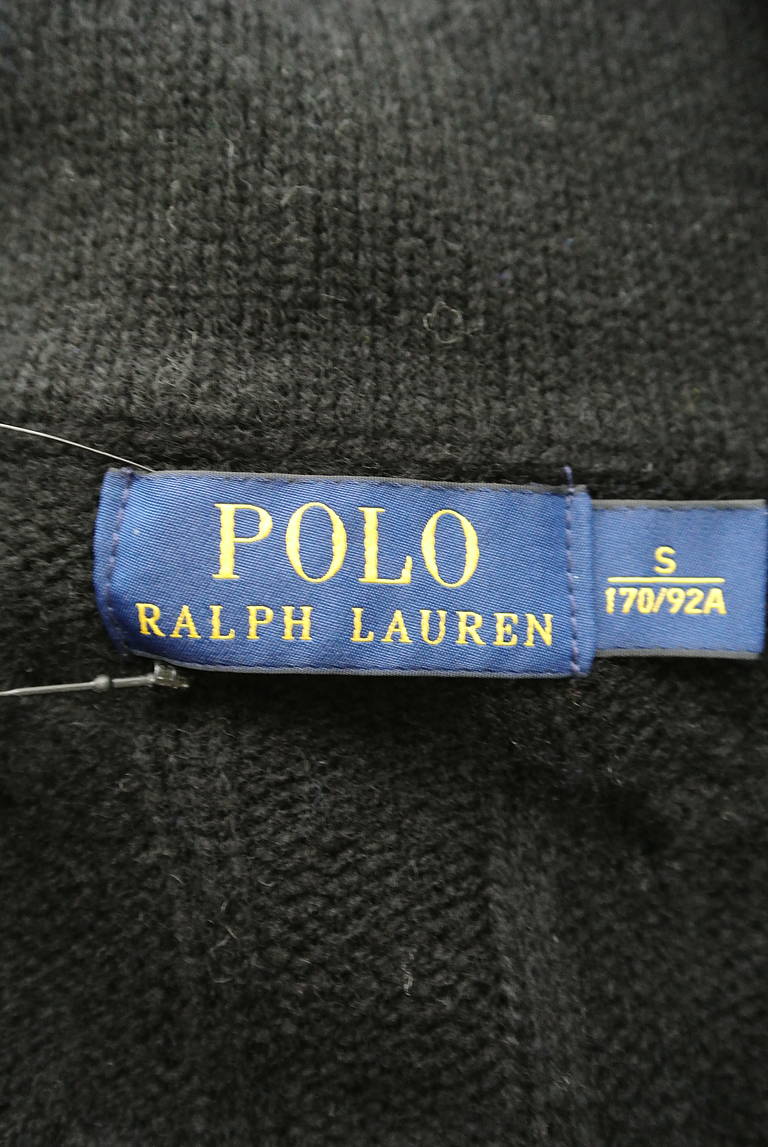 POLO
RALPH LAUREN
S
170/92A